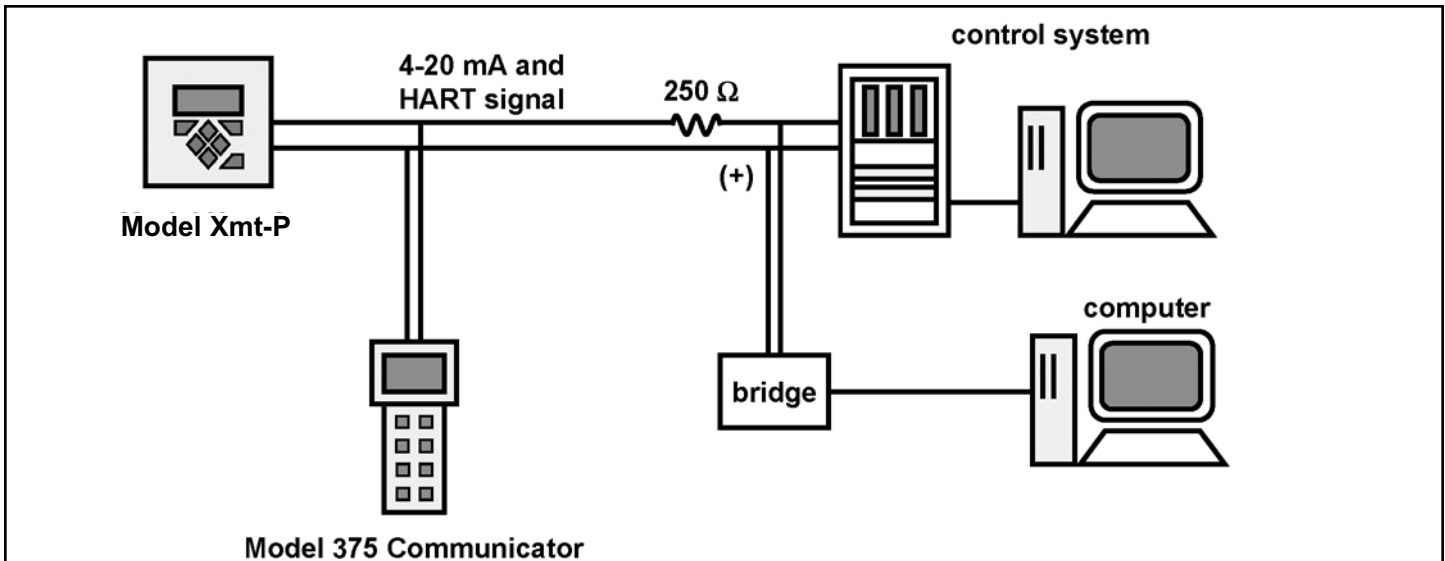 control system
4-20 mA and
HART signal
250 Ω
(+)
Model Xmt-P
computer
bridge
Model 375 Communicator